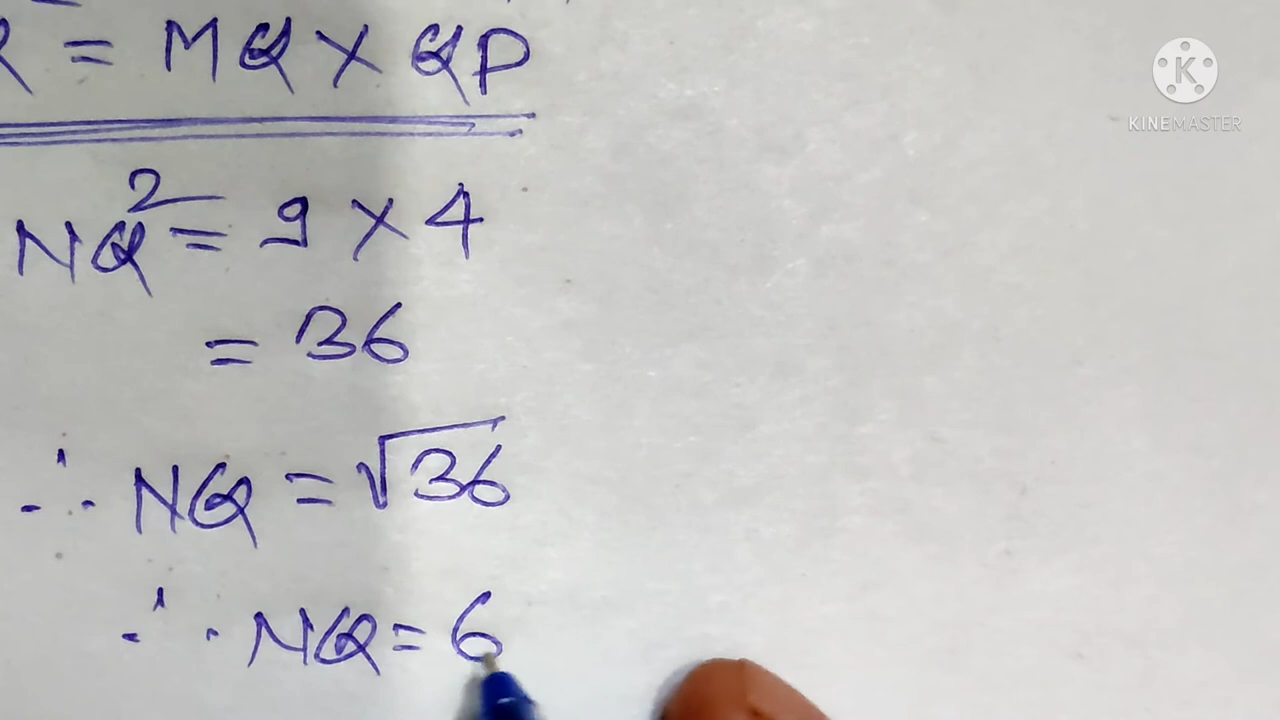 = MQ × QP
NQ² = 9 × 4
= 36
∴ NQ = √36
∴ NQ = 6
K
KINEMASTER